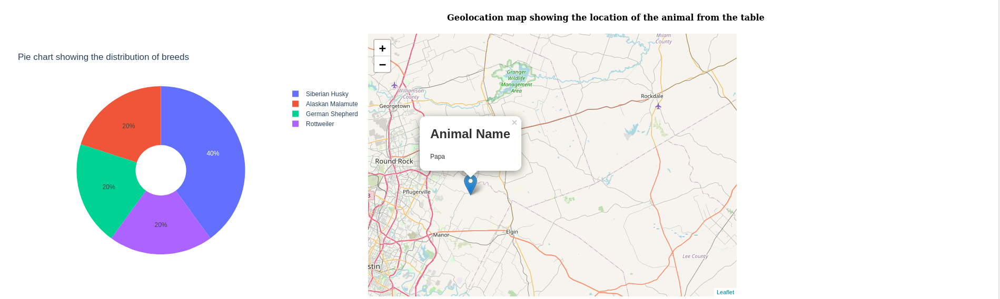 Geolocation map showing the location of the animal from the table
Pie chart showing the distribution of breeds
40%
20%
20%
20%
Siberian Husky
Alaskan Malamute
German Shepherd
Rottweiler
+
−
Milam
County
Granger
Wildlife
Management
Area
Williamson
County
Georgetown
Rockdale
×
Animal Name
Papa
Round Rock
Pflugerville
3
Manor
Elgin
Lee County
stin
Leaflet